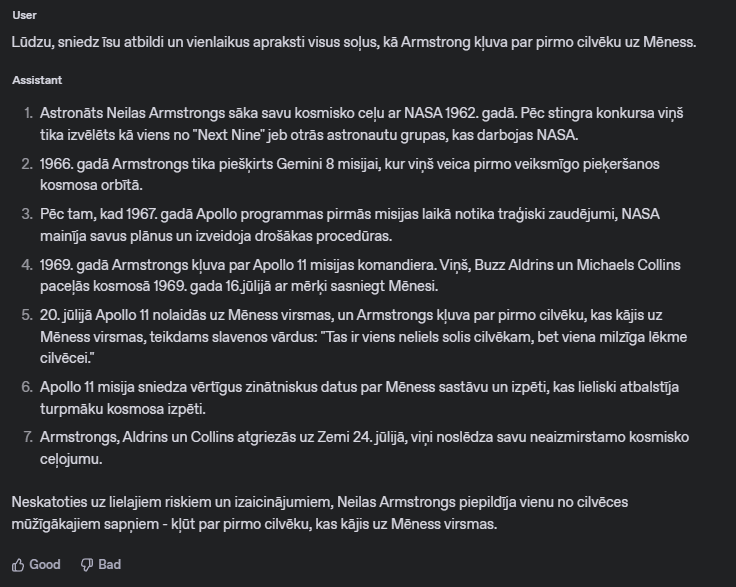 User
Lūdzu, sniedz īsu atbildi un vienlaikus apraksti visus soļus, kā Armstrong kļuva par pirmo cilvēku uz Mēness.
Assistant
1. Astronāts Neilas Armstrongs sāka savu kosmisko ceļu ar NASA 1962. gadā. Pēc stingra konkursa viņš
tika izvēlēts kā viens no "Next Nine" jeb otrās astronautu grupas, kas darbojas NASA.
2. 1966. gadā Armstrongs tika piešķirts Gemini 8 misijai, kur viņš veica pirmo veiksmīgo pieķeršanos
kosmosa orbītā.
3. Pēc tam, kad 1967. gadā Apollo programmas pirmās misijas laikā notika traģiski zaudējumi, NASA
mainīja savus plānus un izveidoja drošākas procedūras.
4. 1969. gadā Armstrongs kļuva par Apollo 11 misijas komandiera. Viņš, Buzz Aldrins un Michaels Collins
paceļās kosmosā 1969. gada 16.jūlijā ar mērķi sasniegt Mēnesi.
5. 20. jūlijā Apollo 11 nolaidās uz Mēness virsmas, un Armstrongs kļuva par pirmo cilvēku, kas kājis uz
Mēness virsmas, teikdams slavenos vārdus: "Tas ir viens neliels solis cilvēkam, bet viena milzīga lēkme
cilvēcei."
6. Apollo 11 misija sniedza vērtīgus zinātniskus datus par Mēness sastāvu un izpēti, kas lieliski atbalstīja
turpmāku kosmosa izpēti.
7. Armstrongs, Aldrins un Collins atgriezās uz Zemi 24. jūlijā, viņi noslēdza savu neaizmirstamo kosmisko
ceļojumu.
Neskatoties uz lielajiem riskiem un izaicinājumiem, Neilas Armstrongs piepildīja vienu no cilvēces
mūžīgākajiem sapņiem - kļūt par pirmo cilvēku, kas kājis uz Mēness virsmas.
Good Bad